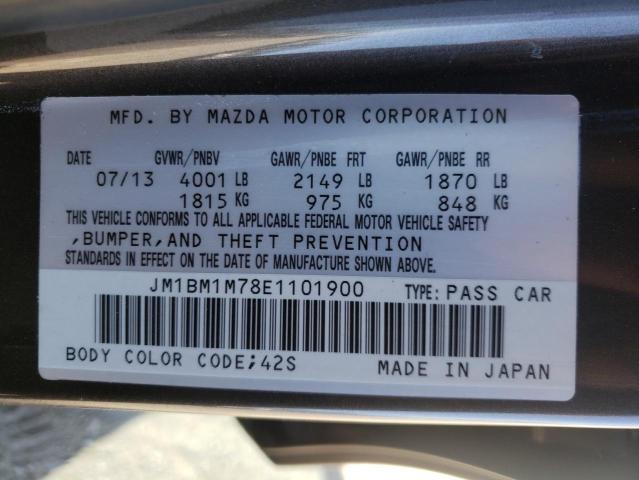 MFD. BY MAZDA MOTOR CORPORATION
DATE GVWR/PNBV GAWR/PNBE FRT GAWR/PNBE RR
07/13 4001 LB 2149 LB 1870 LB
1815 KG 975 KG 848 KG
THIS VEHICLE CONFORMS TO ALL APPLICABLE FEDERAL MOTOR VEHICLE SAFETY
,BUMPER,AND THEFT PREVENTION
STANDARDS IN EFFECT ON THE DATE OF MANUFACTURE SHOWN ABOVE.
JM1BM1M78E1101900 TYPE: PASS CAR
BODY COLOR CODE;42S MADE IN JAPAN